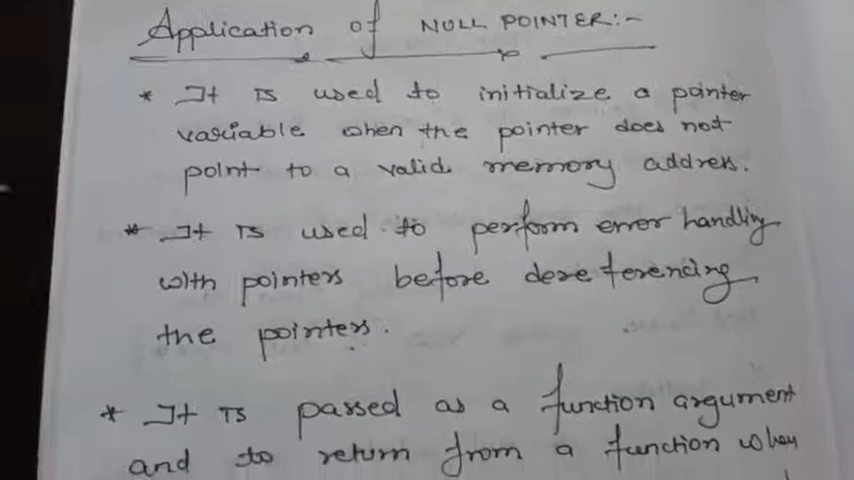 Application of NULL POINTER:-
* It is used to initialize a pointer
variable when the pointer does not
point to a valid memory address.
* It is used to perform error handling
with pointers before dereferencing
the pointers.
* It is passed as a function argument
and to return from a function when